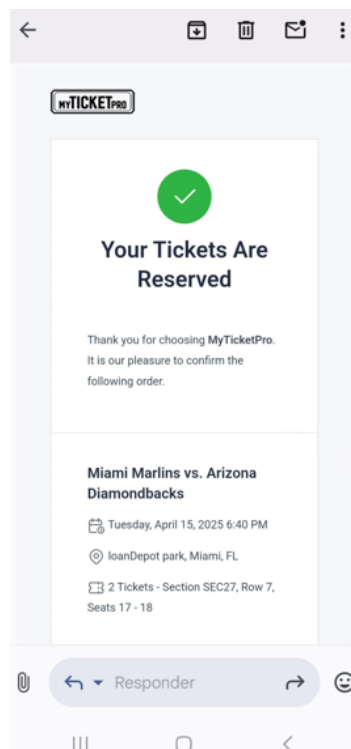 MYTICKETPRO
Your Tickets Are
Reserved
Thank you for choosing MyTicketPro.
It is our pleasure to confirm the
following order.
Miami Marlins vs. Arizona
Diamondbacks
Tuesday, April 15, 2025 6:40 PM
loanDepot park, Miami, FL
2 Tickets - Section SEC27, Row 7,
Seats 17 - 18
Responder